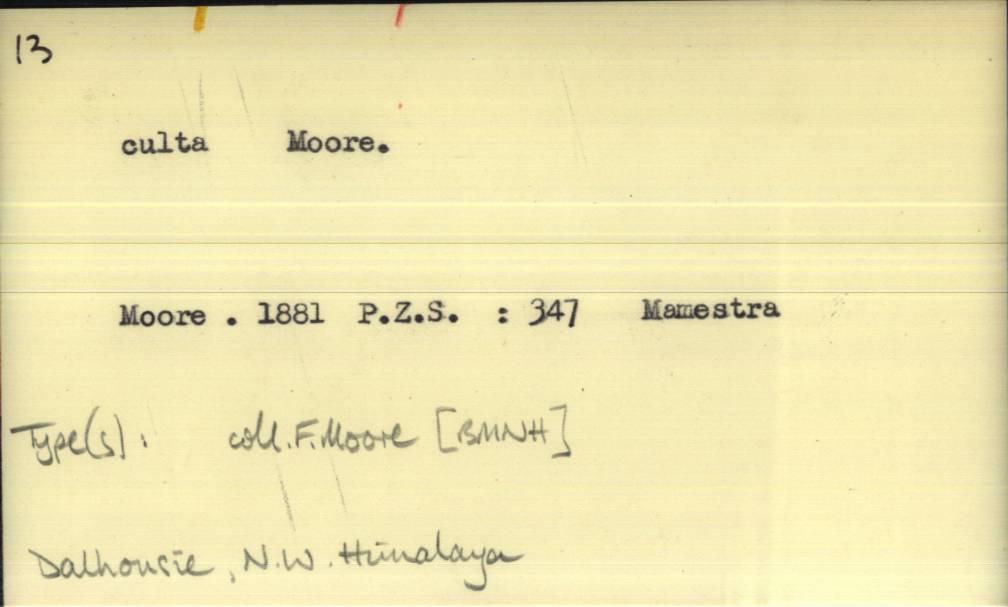 13
culta Moore.
Moore . 1881 P.Z.S. : 347 Mamestra
Type(s): coll. F. Moore [BMNH]
Dalhousie, N.W. Himalaya